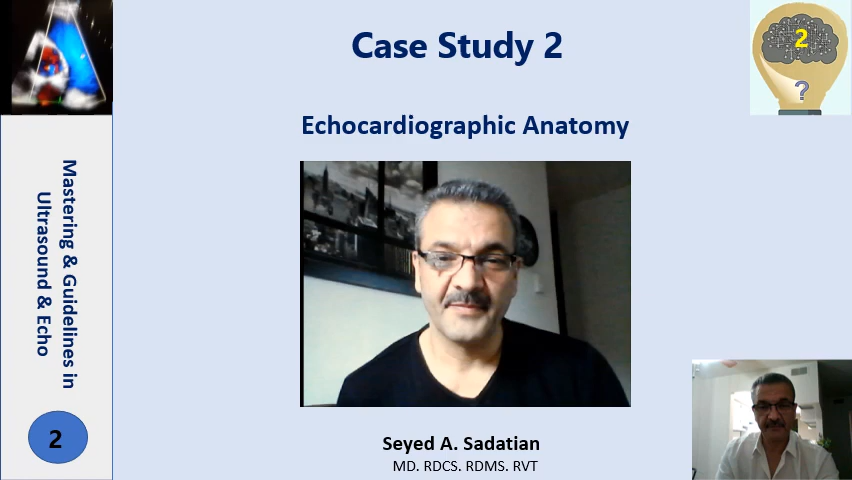 Case Study 2
2
?
Echocardiographic Anatomy
Mastering & Guidelines in
Ultrasound & Echo
2
Seyed A. Sadatian
MD. RDCS. RDMS. RVT